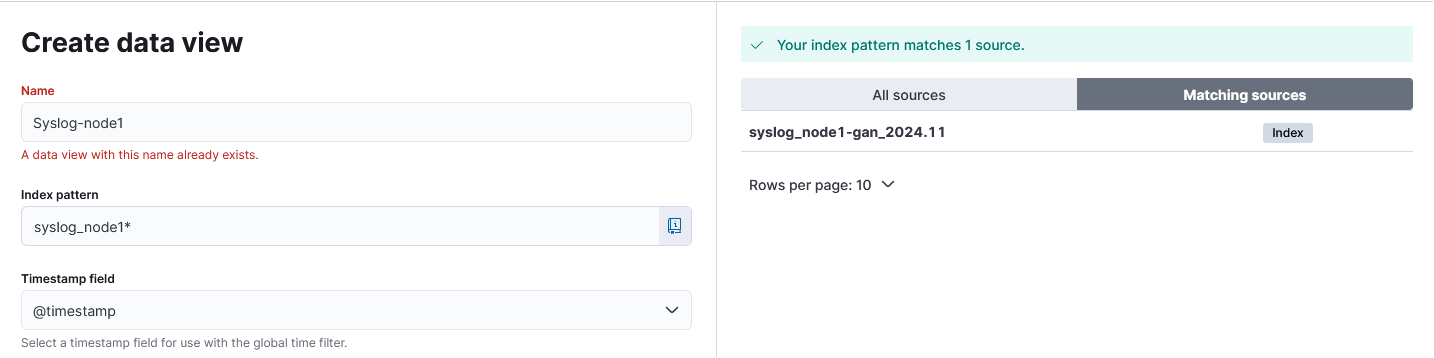 Create data view
Name
Syslog-node1
A data view with this name already exists.
Index pattern
syslog_node1*
Timestamp field
@timestamp
Select a timestamp field for use with the global time filter.
Your index pattern matches 1 source.
All sources
Matching sources
syslog_node1-gan_2024.11
Index
Rows per page: 10